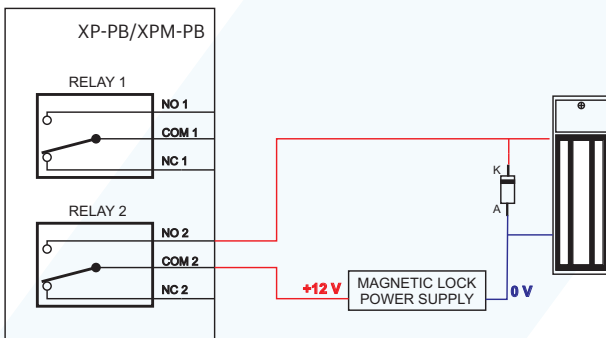 XP-PB/XPM-PB
RELAY 1
NO 1
COM 1
NC 1
RELAY 2
NO 2
COM 2
NC 2
+12 V
MAGNETIC LOCK
POWER SUPPLY
0 V
K
A